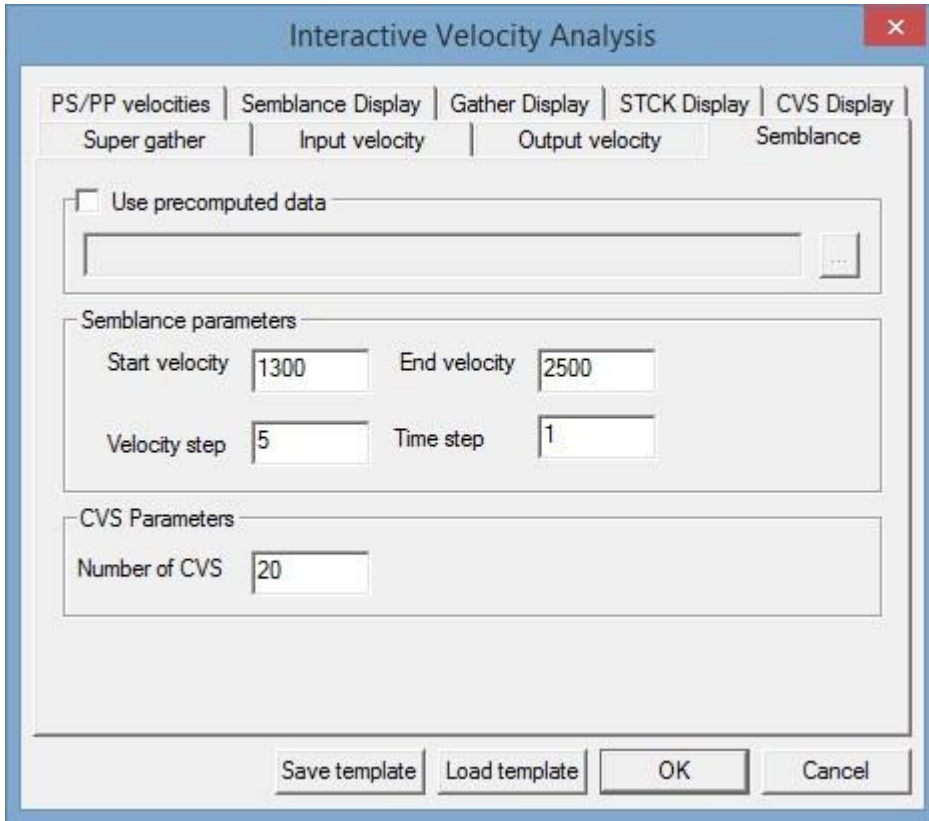 Interactive Velocity Analysis
PS/PP velocities Semblance Display Gather Display STCK Display CVS Display
Super gather Input velocity Output velocity Semblance
Use precomputed data
...
Semblance parameters
Start velocity 1300 End velocity 2500
Velocity step 5 Time step 1
CVS Parameters
Number of CVS 20
Save template Load template OK Cancel